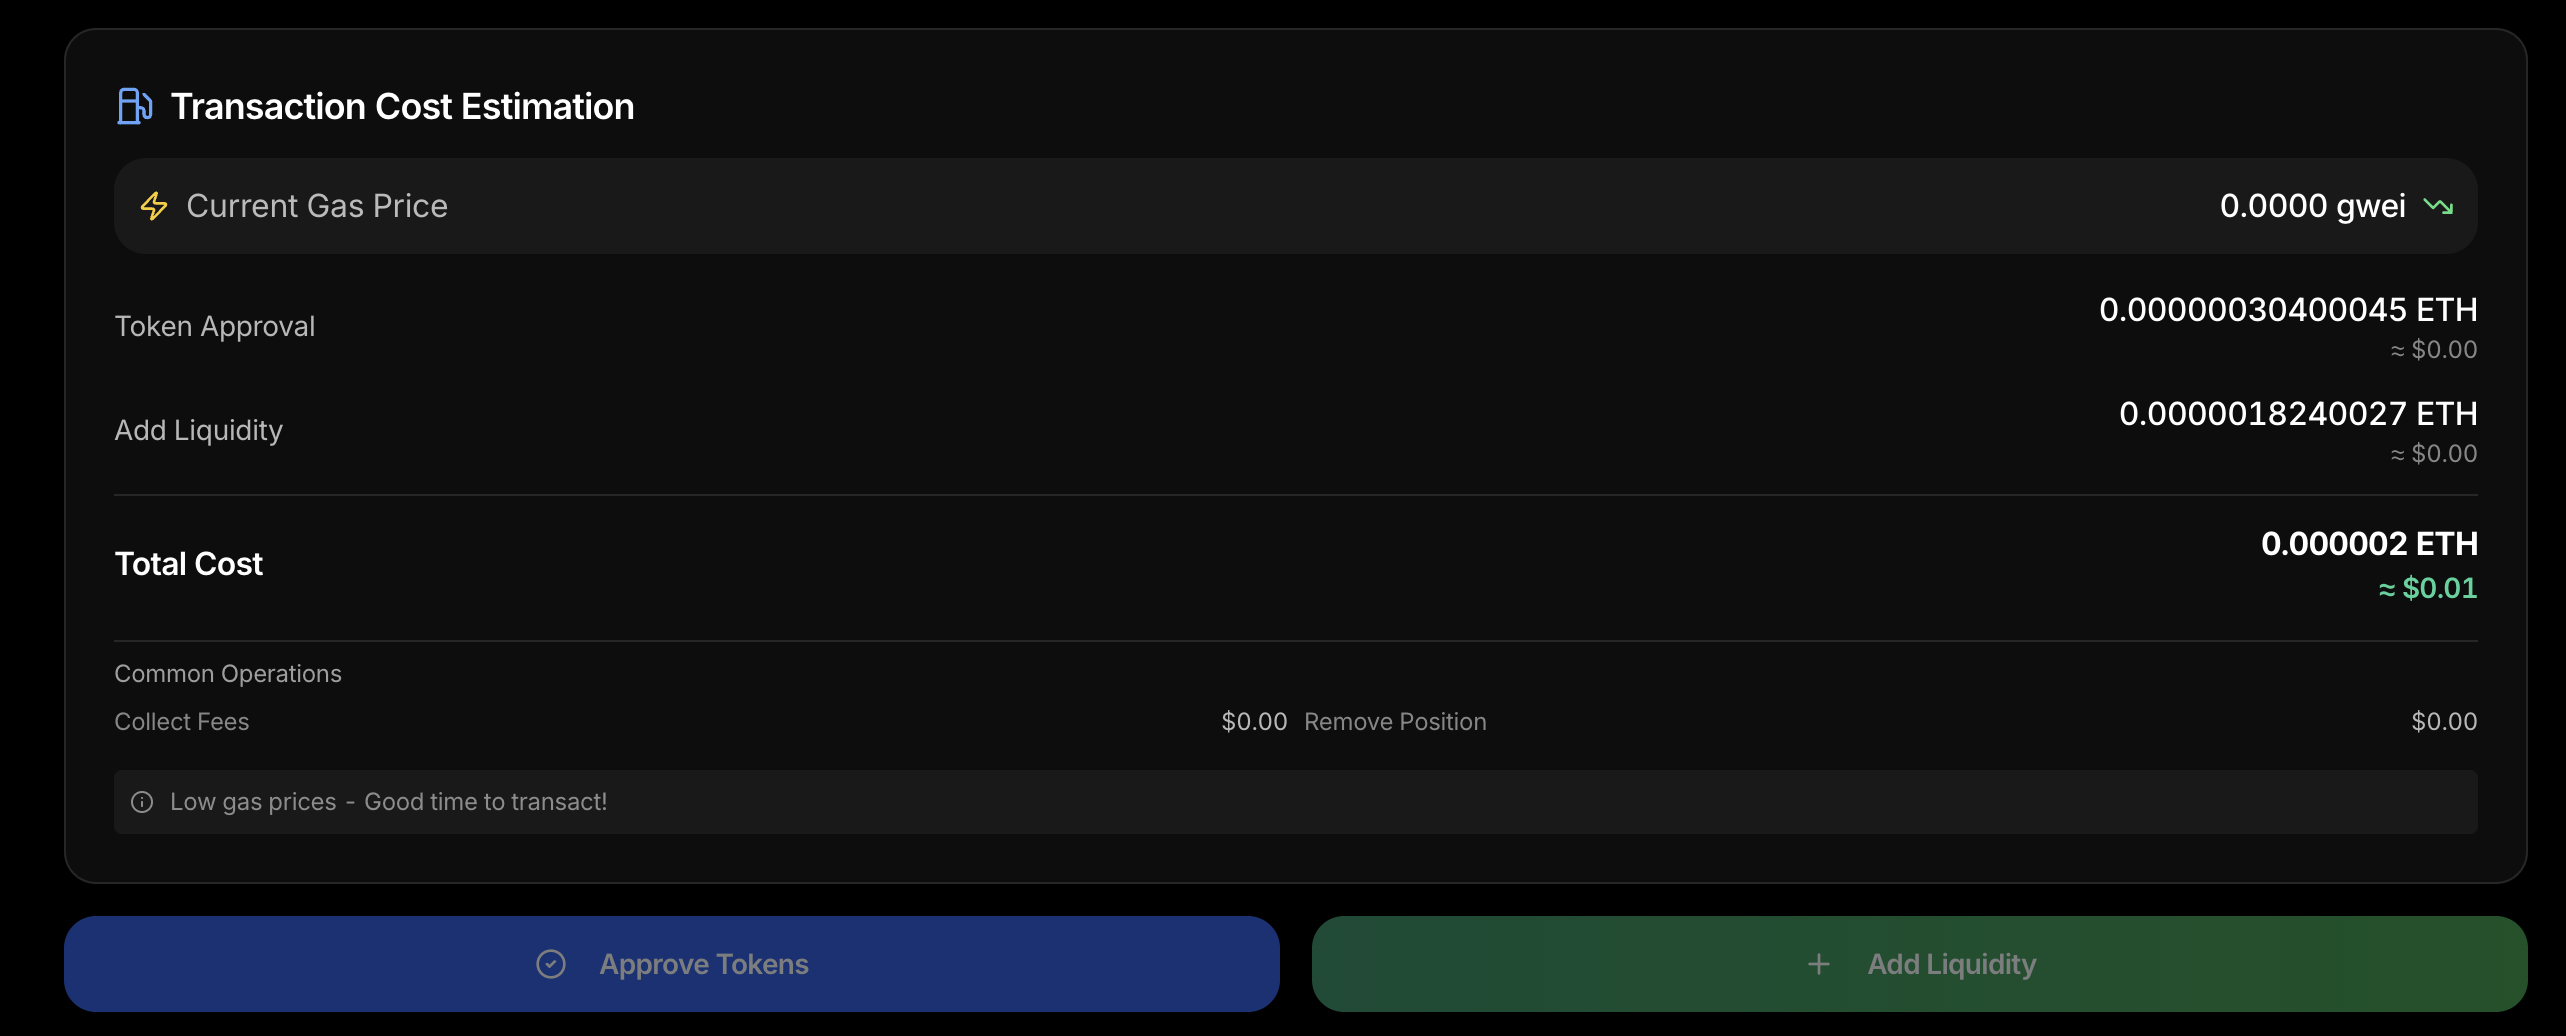 Transaction Cost Estimation
Current Gas Price 0.0000 gwei
Token Approval 0.00000030400045 ETH
≈ $0.00
Add Liquidity 0.0000018240027 ETH
≈ $0.00
Total Cost 0.000002 ETH
≈ $0.01
Common Operations
Collect Fees $0.00 Remove Position $0.00
Low gas prices - Good time to transact!
Approve Tokens Add Liquidity